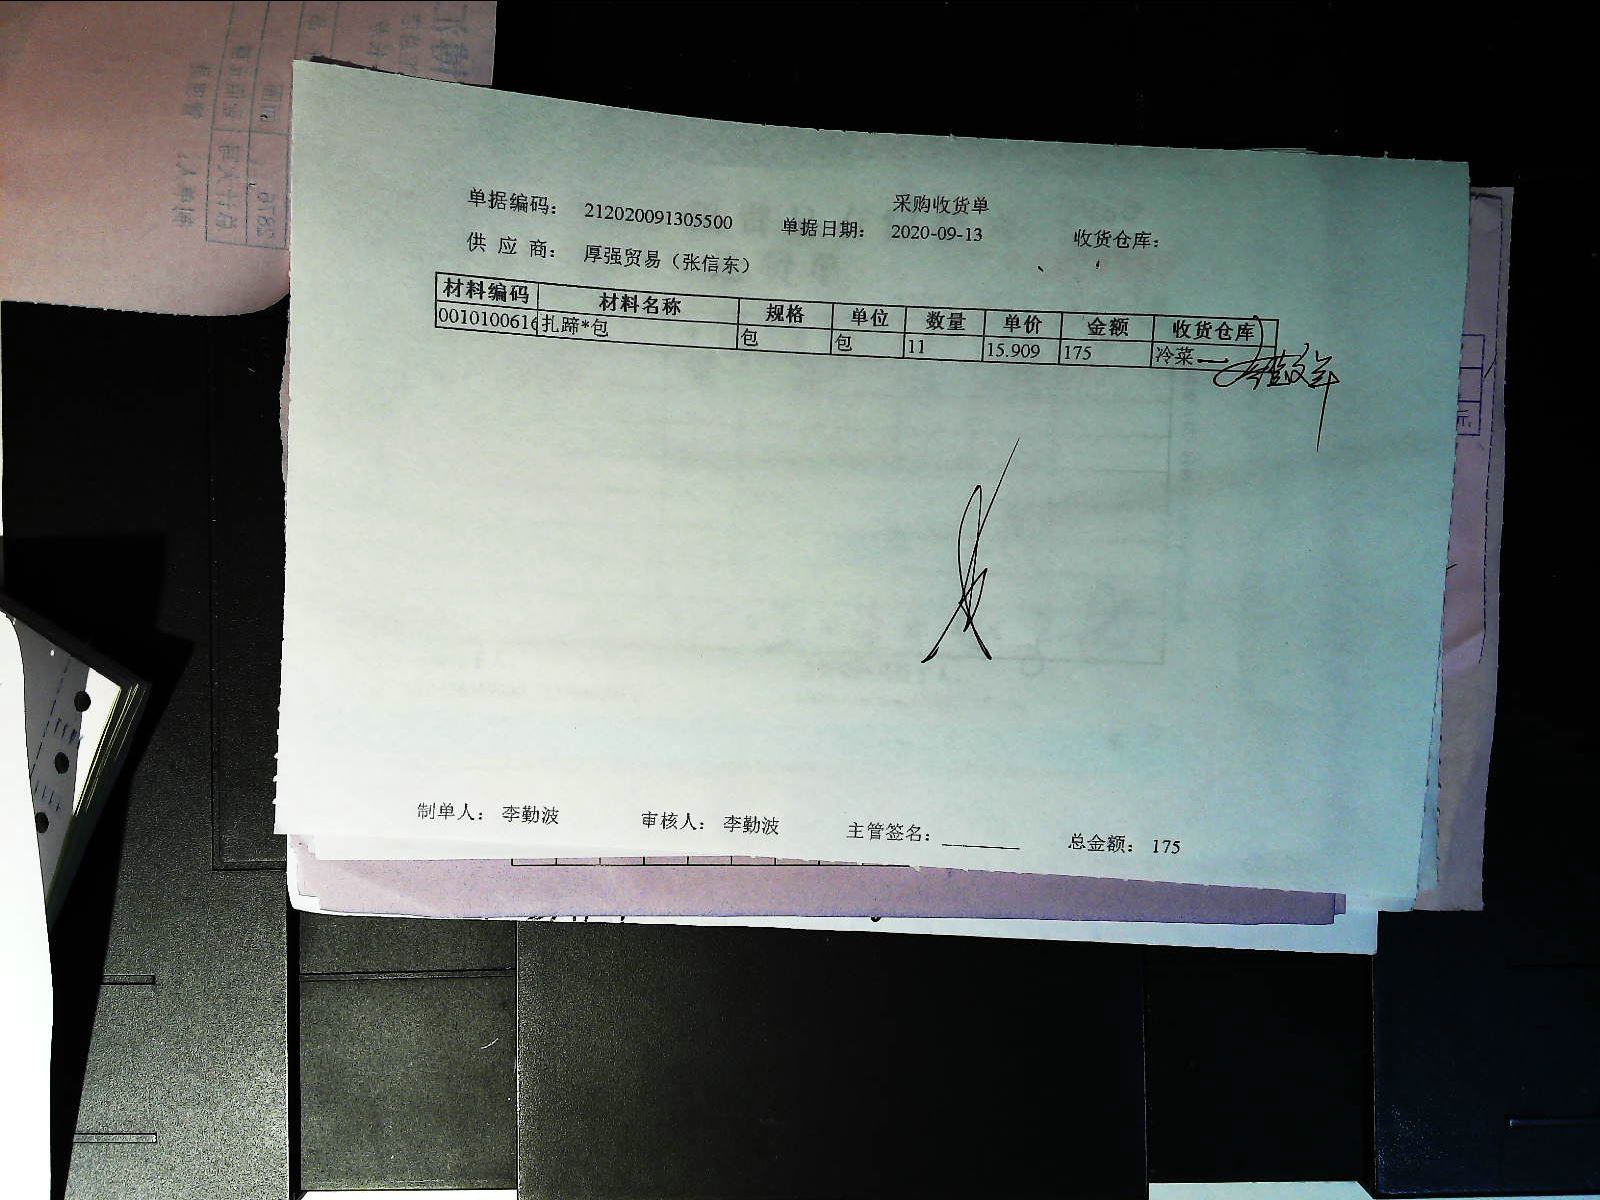 采购收货单
单据编码： 212020091305500 单据日期： 2020-09-13 收货仓库：
供 应 商： 厚强贸易（张信东）
材料编码 材料名称 规格 单位 数量 单价 金额 收货仓库
001010061 扎蹄*包 包 包 11 15.909 175 冷菜
制单人： 李勤波 审核人： 李勤波 主管签名： 总金额： 175